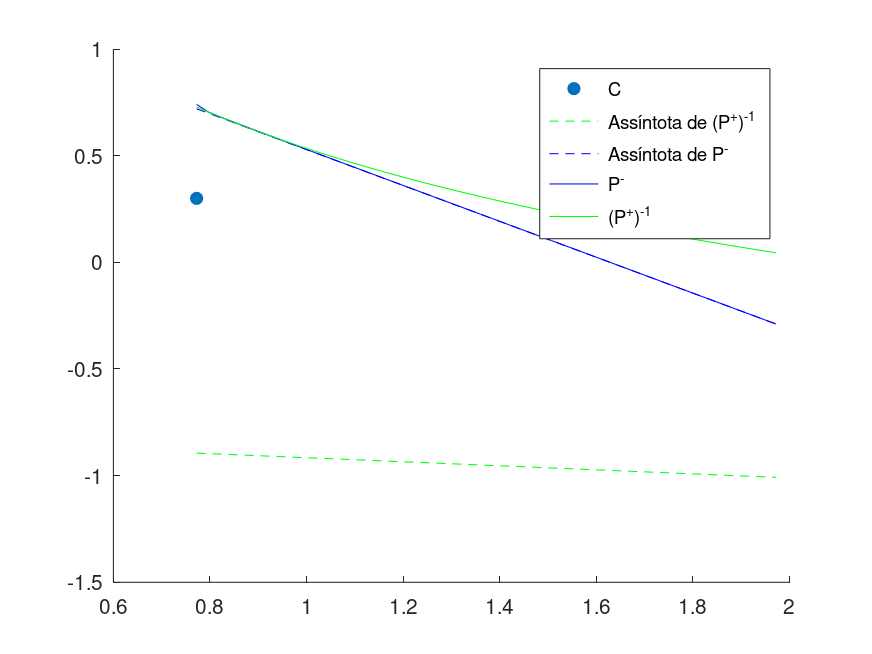 1
0.5
0
-0.5
-1
-1.5
0.6 0.8 1 1.2 1.4 1.6 1.8 2
C
Assíntota de (P⁺)⁻¹
Assíntota de P⁻
P⁻
(P⁺)⁻¹